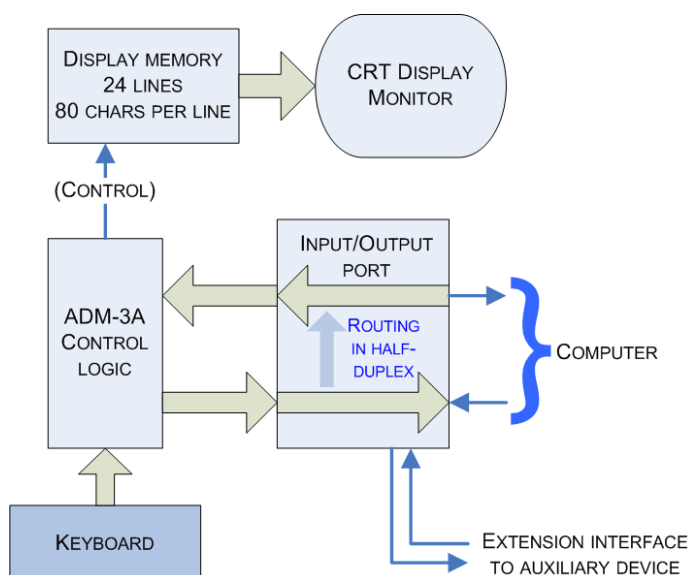 DISPLAY MEMORY
24 LINES
80 CHARS PER LINE
CRT DISPLAY
MONITOR
(CONTROL)
INPUT/OUTPUT
PORT
ADM-3A
CONTROL
LOGIC
ROUTING
IN HALF-
DUPLEX
COMPUTER
KEYBOARD
EXTENSION INTERFACE
TO AUXILIARY DEVICE